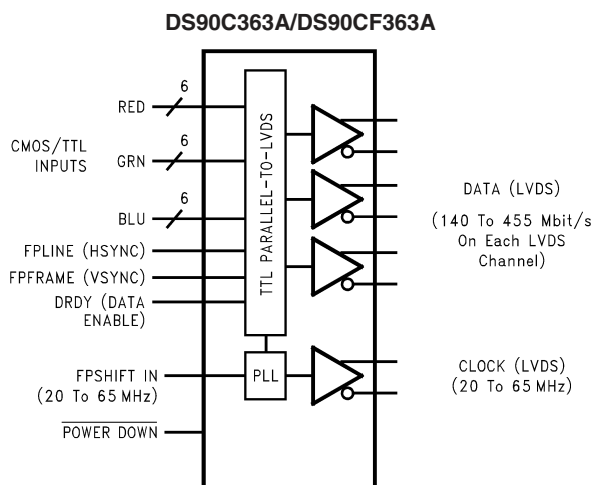 DS90C363A/DS90CF363A
RED
6
CMOS/TTL
INPUTS
GRN
6
BLU
6
FPLINE (HSYNC)
FPFRAME (VSYNC)
DRDY (DATA
ENABLE)
FPSHIFT IN
(20 To 65 MHz)
POWER DOWN
TTL PARALLEL-TO-LVDS
PLL
DATA (LVDS)
(140 To 455 Mbit/s
On Each LVDS
Channel)
CLOCK (LVDS)
(20 To 65 MHz)